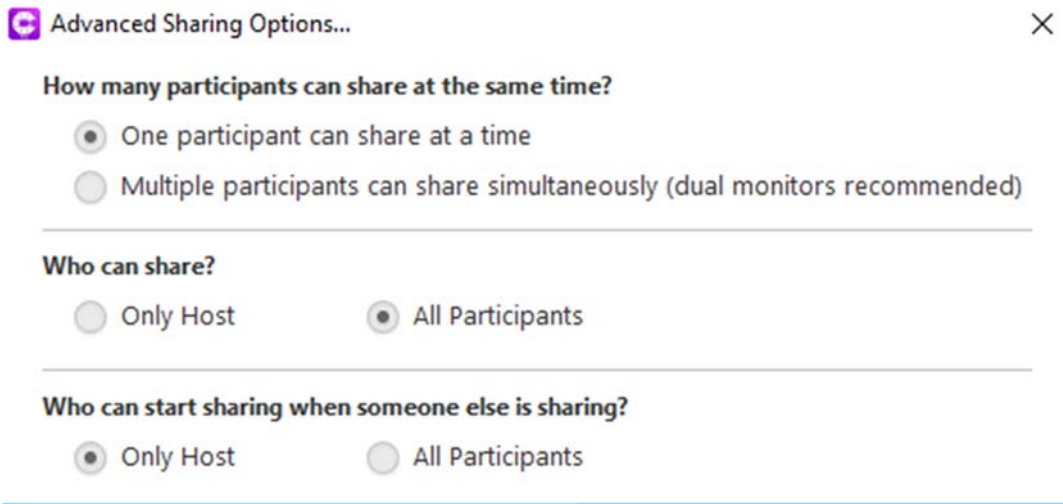 Advanced Sharing Options...
How many participants can share at the same time?
One participant can share at a time
Multiple participants can share simultaneously (dual monitors recommended)
Who can share?
Only Host All Participants
Who can start sharing when someone else is sharing?
Only Host All Participants